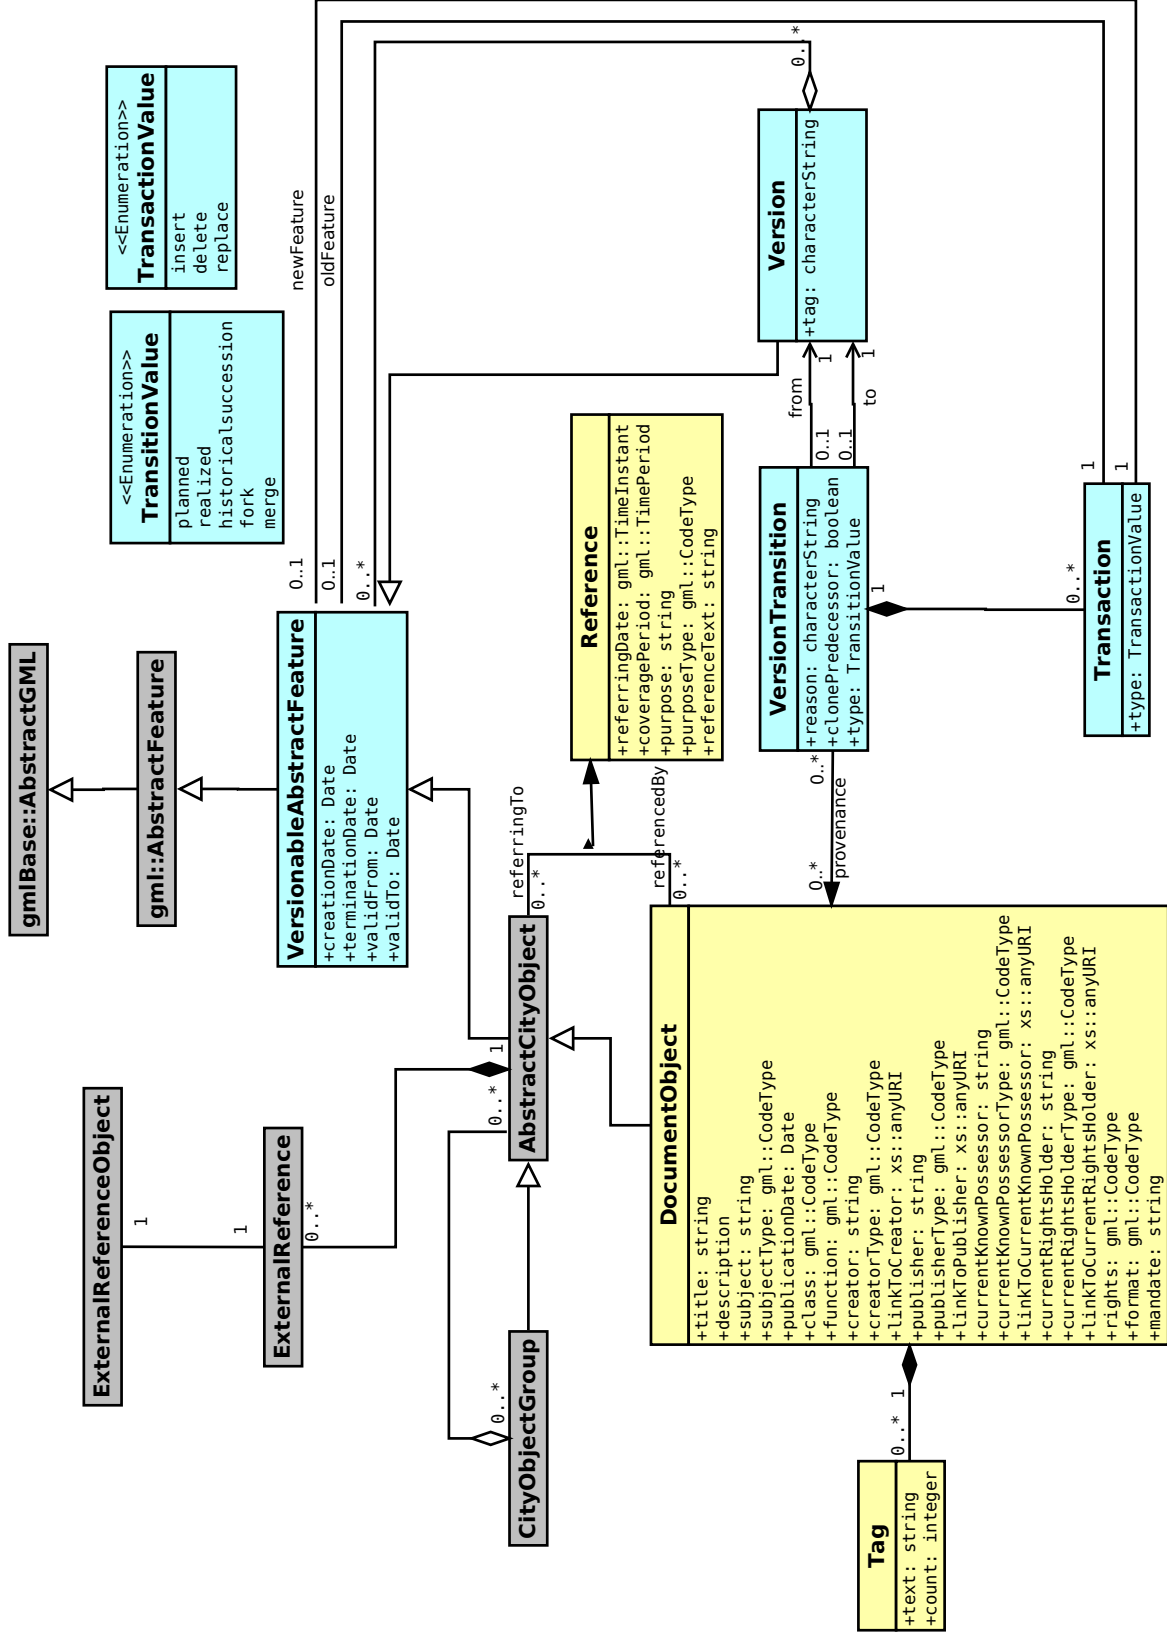 gmlBase::AbstractGML
gml::AbstractFeature
ExternalReferenceObject
1
1
ExternalReference
0..*
VersionableAbstractFeature
+creationDate: Date
+terminationDate: Date
+validFrom: Date
+validTo: Date
<<Enumeration>>
TransitionValue
planned
realized
historicalsuccession
fork
merge
<<Enumeration>>
TransactionValue
insert
delete
replace
newFeature
oldFeature
0..1
0..1
0..*
CityObjectGroup
0..*
AbstractCityObject
0..*
1
referringTo
0..*
referencedBy
0..*
Reference
+referringDate: gml::TimeInstant
+coveragePeriod: gml::TimePeriod
+purpose: string
+purposeType: gml::CodeType
+referenceText: string
DocumentObject
+title: string
+description
+subject: string
+subjectType: gml::CodeType
+publicationDate: Date
+class: gml::CodeType
+function: gml::CodeType
+creator: string
+creatorType: gml::CodeType
+linkToCreator: xs::anyURI
+publisher: string
+publisherType: gml::CodeType
+linkToPublisher: xs::anyURI
+currentKnownPossessor: string
+currentKnownPossessorType: gml::CodeType
+linkToCurrentKnownPossessor: xs::anyURI
+currentRightsHolder: string
+currentRightsHolderType: gml::CodeType
+linkToCurrentRightsHolder: xs::anyURI
+rights: gml::CodeType
+format: gml::CodeType
+mandate: string
Tag
+text: string
+count: integer
0..*
1
0..*
provenance
0..*
VersionTransition
+reason: characterString
+clonePredecessor: boolean
+type: TransitionValue
0..1
0..1
from
to
1
1
Version
+tag: characterString
0..*
1
0..*
Transaction
+type: TransactionValue
1
1